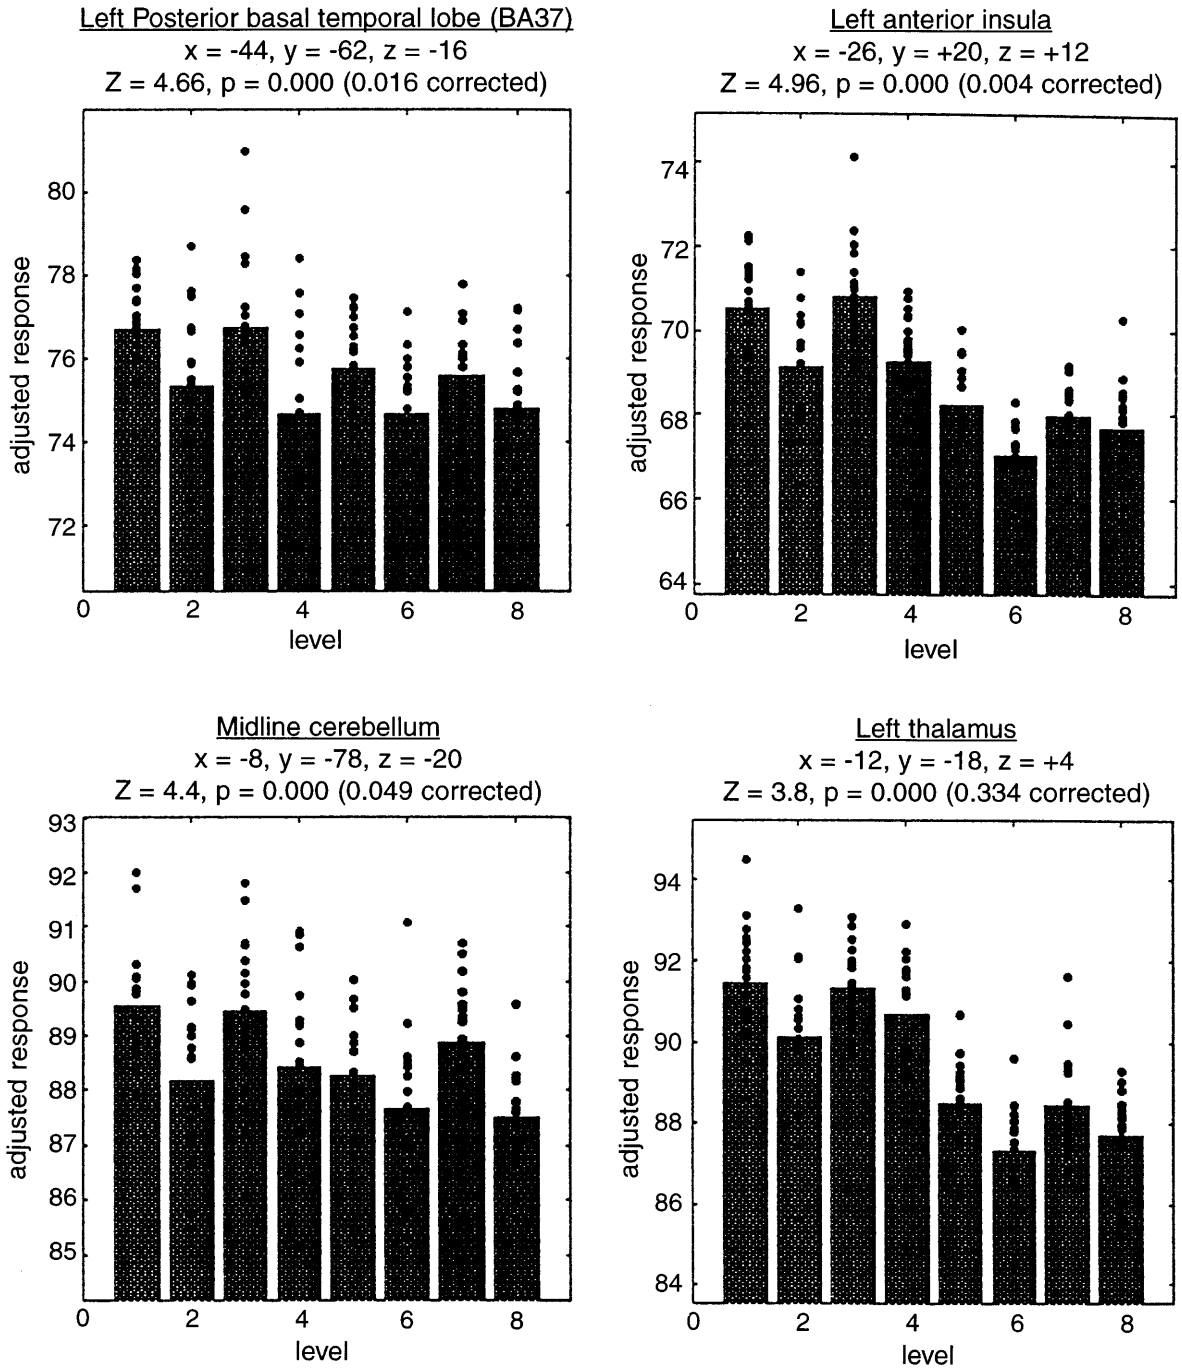 Left Posterior basal temporal lobe (BA37)
x = -44, y = -62, z = -16
Z = 4.66, p = 0.000 (0.016 corrected)
80
78
76
74
72
adjusted response
0 2 4 6 8
level
Left anterior insula
x = -26, y = +20, z = +12
Z = 4.96, p = 0.000 (0.004 corrected)
74
72
70
68
66
64
adjusted response
0 2 4 6 8
level
Midline cerebellum
x = -8, y = -78, z = -20
Z = 4.4, p = 0.000 (0.049 corrected)
93
92
91
90
89
88
87
86
85
adjusted response
0 2 4 6 8
level
Left thalamus
x = -12, y = -18, z = +4
Z = 3.8, p = 0.000 (0.334 corrected)
94
92
90
88
86
84
adjusted response
0 2 4 6 8
level